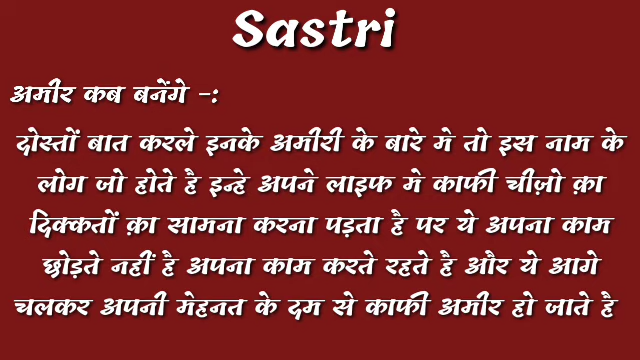 Sastri
अमीर कब बनेंगे -:
दोस्तों बात करले इनके अमीरी के बारे मे तो इस नाम के
लोग जो होते है इन्हे अपने लाइफ मे काफी चीज़ो क़ा
दिक्कतों क़ा सामना करना पड़ता है पर ये अपना काम
छोड़ते नहीं है अपना काम करते रहते है और ये आगे
चलकर अपनी मेहनत के दम से काफी अमीर हो जाते है